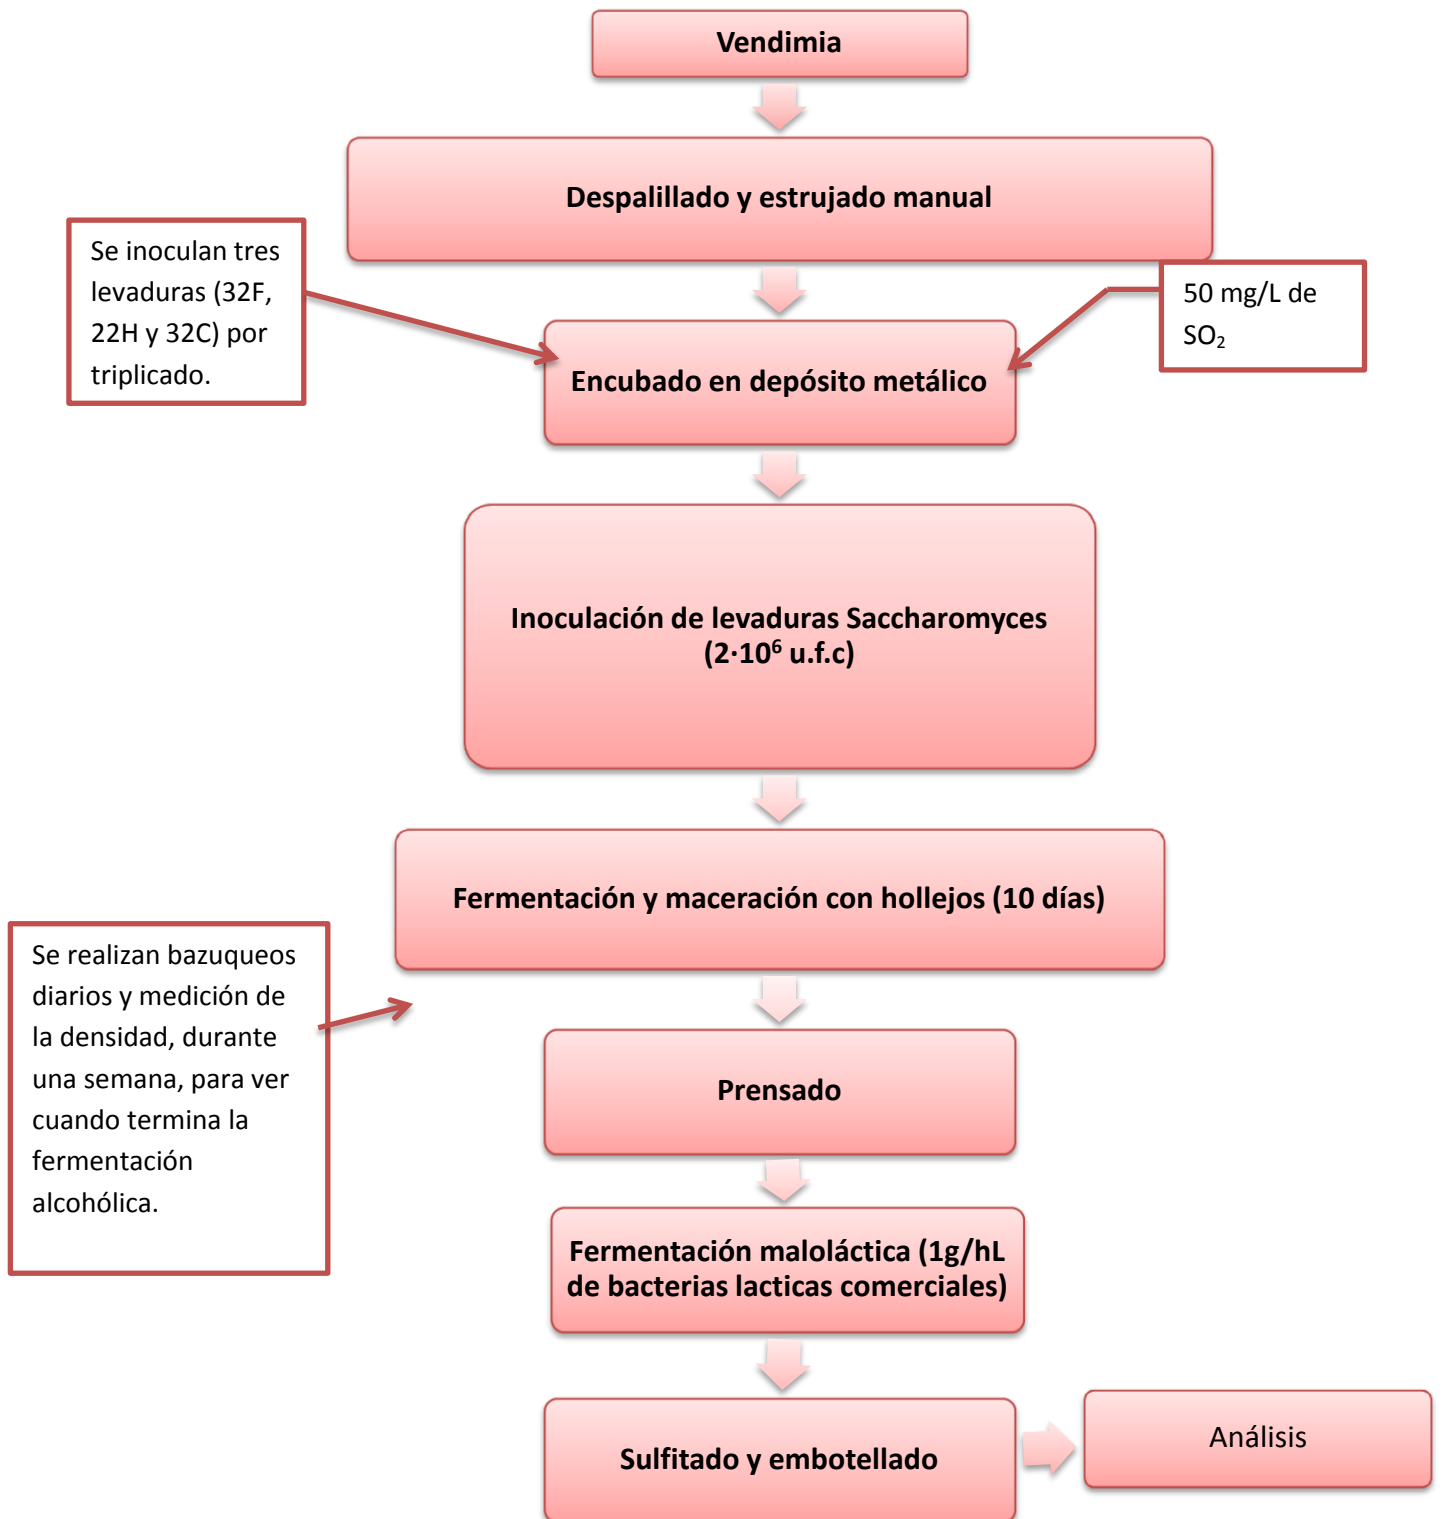 Vendimia
Despalillado y estrujado manual
Se inoculan tres
levaduras (32F,
22H y 32C) por
triplicado.
50 mg/L de
SO₂
Encubado en depósito metálico
Inoculación de levaduras Saccharomyces
(2·10⁶ u.f.c)
Fermentación y maceración con hollejos (10 días)
Se realizan bazuqueos
diarios y medición de
la densidad, durante
una semana, para ver
cuando termina la
fermentación
alcohólica.
Prensado
Fermentación maloláctica (1g/hL
de bacterias lacticas comerciales)
Sulfitado y embotellado
Análisis